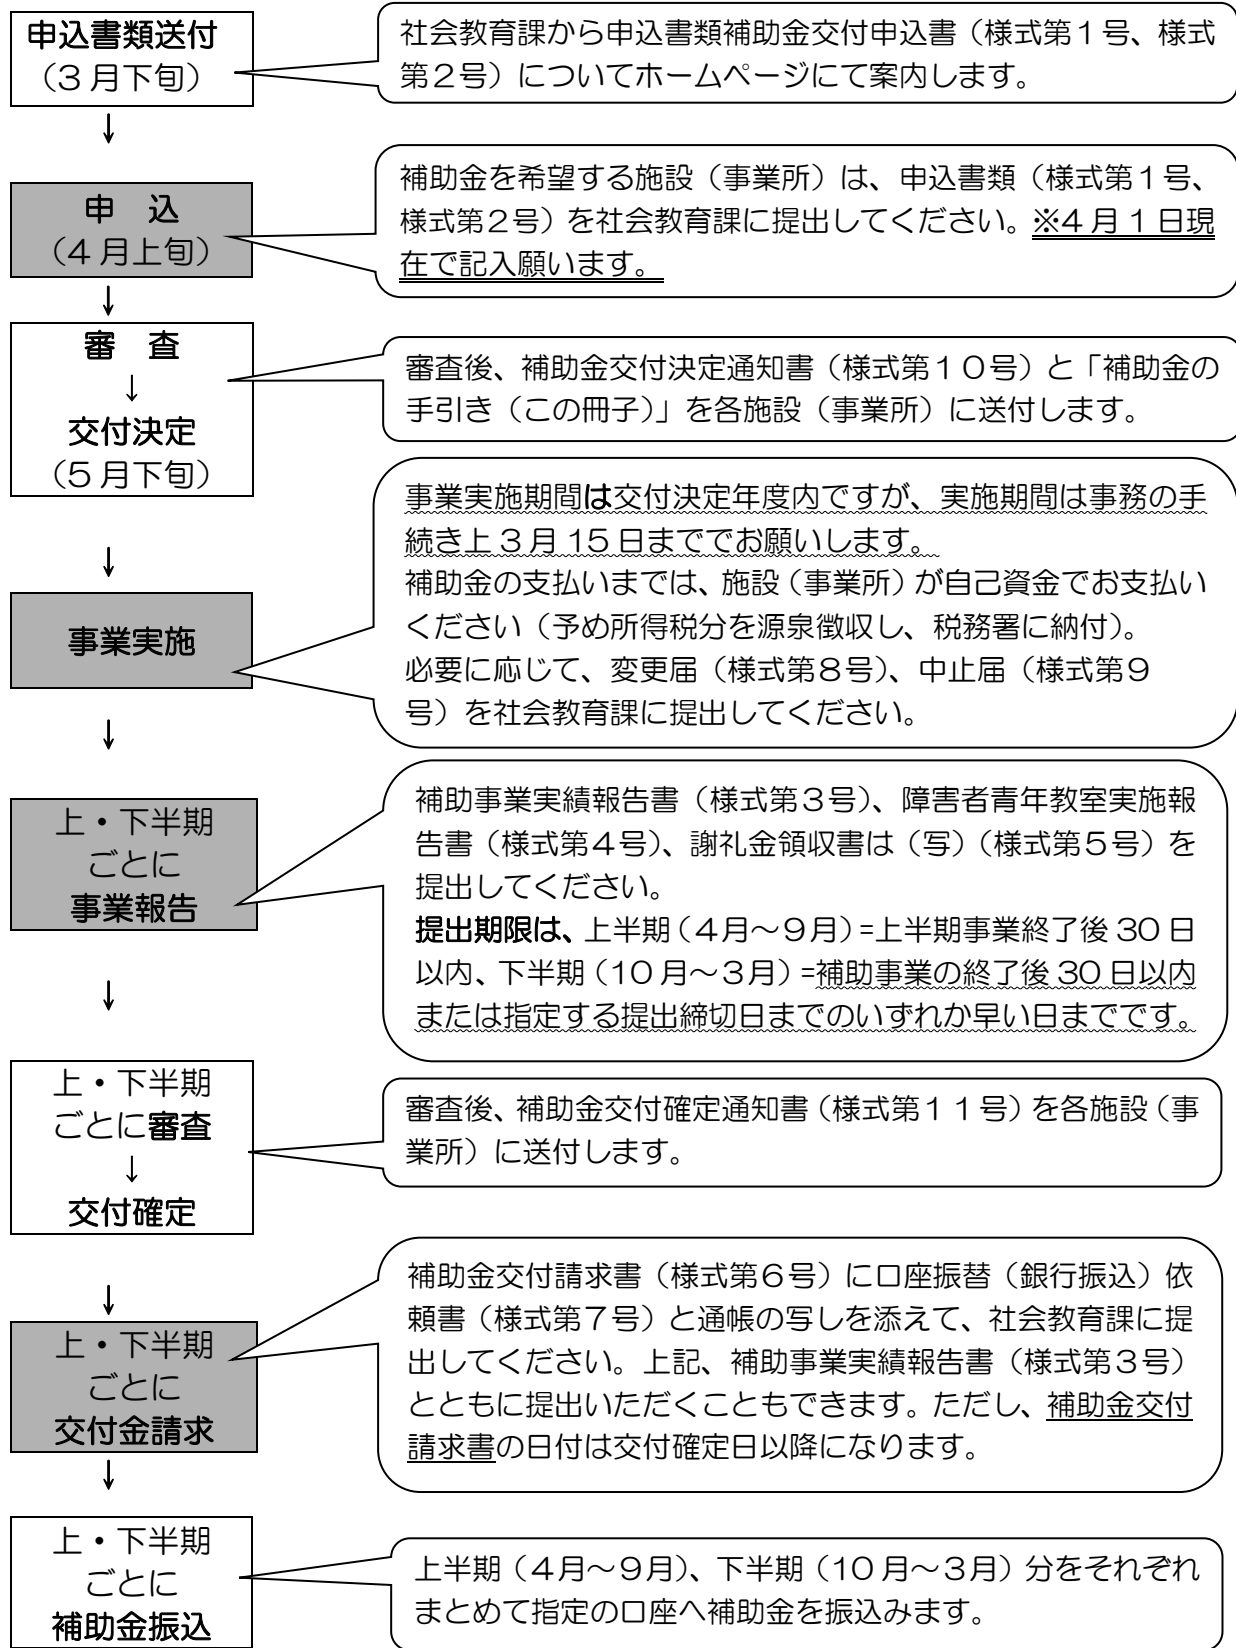 申込書類送付
（3月下旬）
社会教育課から申込書類補助金交付申込書（様式第１号、様式
第２号）についてホームページにて案内します。
↓
申　込
（4月上旬）
補助金を希望する施設（事業所）は、申込書類（様式第１号、
様式第２号）を社会教育課に提出してください。※4月1日現
在で記入願います。
↓
審　査
↓
交付決定
（5月下旬）
審査後、補助金交付決定通知書（様式第１０号）と「補助金の
手引き（この冊子）」を各施設（事業所）に送付します。
↓
事業実施
事業実施期間は交付決定年度内ですが、実施期間は事務の手
続き上3月15日まででお願いします。
補助金の支払いまでは、施設（事業所）が自己資金でお支払い
ください（予め所得税分を源泉徴収し、税務署に納付）。
必要に応じて、変更届（様式第８号）、中止届（様式第９
号）を社会教育課に提出してください。
↓
上・下半期
ごとに
事業報告
補助事業実績報告書（様式第３号）、障害者青年教室実施報
告書（様式第４号）、謝礼金領収書は（写）（様式第５号）を
提出してください。
提出期限は、上半期（４月～９月）=上半期事業終了後30日
以内、下半期（10月～３月）=補助事業の終了後30日以内
または指定する提出締切日までのいずれか早い日までです。
↓
上・下半期
ごとに審査
↓
交付確定
審査後、補助金交付確定通知書（様式第１１号）を各施設（事
業所）に送付します。
↓
上・下半期
ごとに
交付金請求
補助金交付請求書（様式第６号）に口座振替（銀行振込）依
頼書（様式第７号）と通帳の写しを添えて、社会教育課に提
出してください。上記、補助事業実績報告書（様式第３号）
とともに提出いただくこともできます。ただし、補助金交付
請求書の日付は交付確定日以降になります。
↓
上・下半期
ごとに
補助金振込
上半期（４月～９月）、下半期（10月～３月）分をそれぞれ
まとめて指定の口座へ補助金を振込みます。